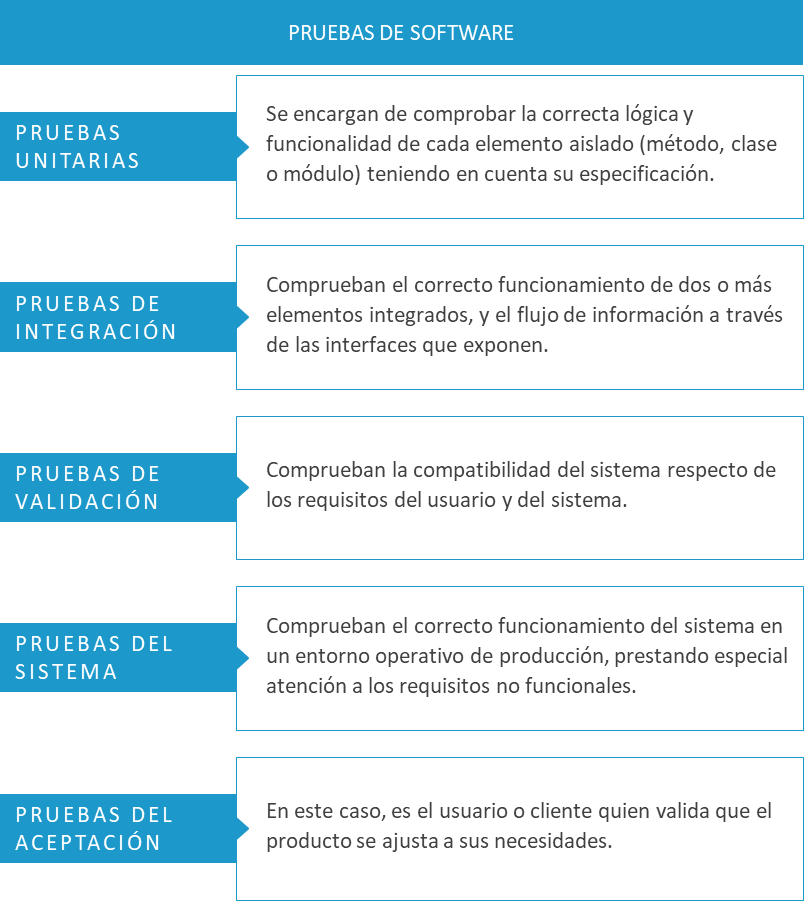 PRUEBAS DE SOFTWARE
PRUEBAS
UNITARIAS
Se encargan de comprobar la correcta lógica y
funcionalidad de cada elemento aislado (método, clase
o módulo) teniendo en cuenta su especificación.
PRUEBAS DE
INTEGRACIÓN
Comprueban el correcto funcionamiento de dos o más
elementos integrados, y el flujo de información a través
de las interfaces que exponen.
PRUEBAS DE
VALIDACIÓN
Comprueban la compatibilidad del sistema respecto de
los requisitos del usuario y del sistema.
PRUEBAS DEL
SISTEMA
Comprueban el correcto funcionamiento del sistema en
un entorno operativo de producción, prestando especial
atención a los requisitos no funcionales.
PRUEBAS DEL
ACEPTACIÓN
En este caso, es el usuario o cliente quien valida que el
producto se ajusta a sus necesidades.